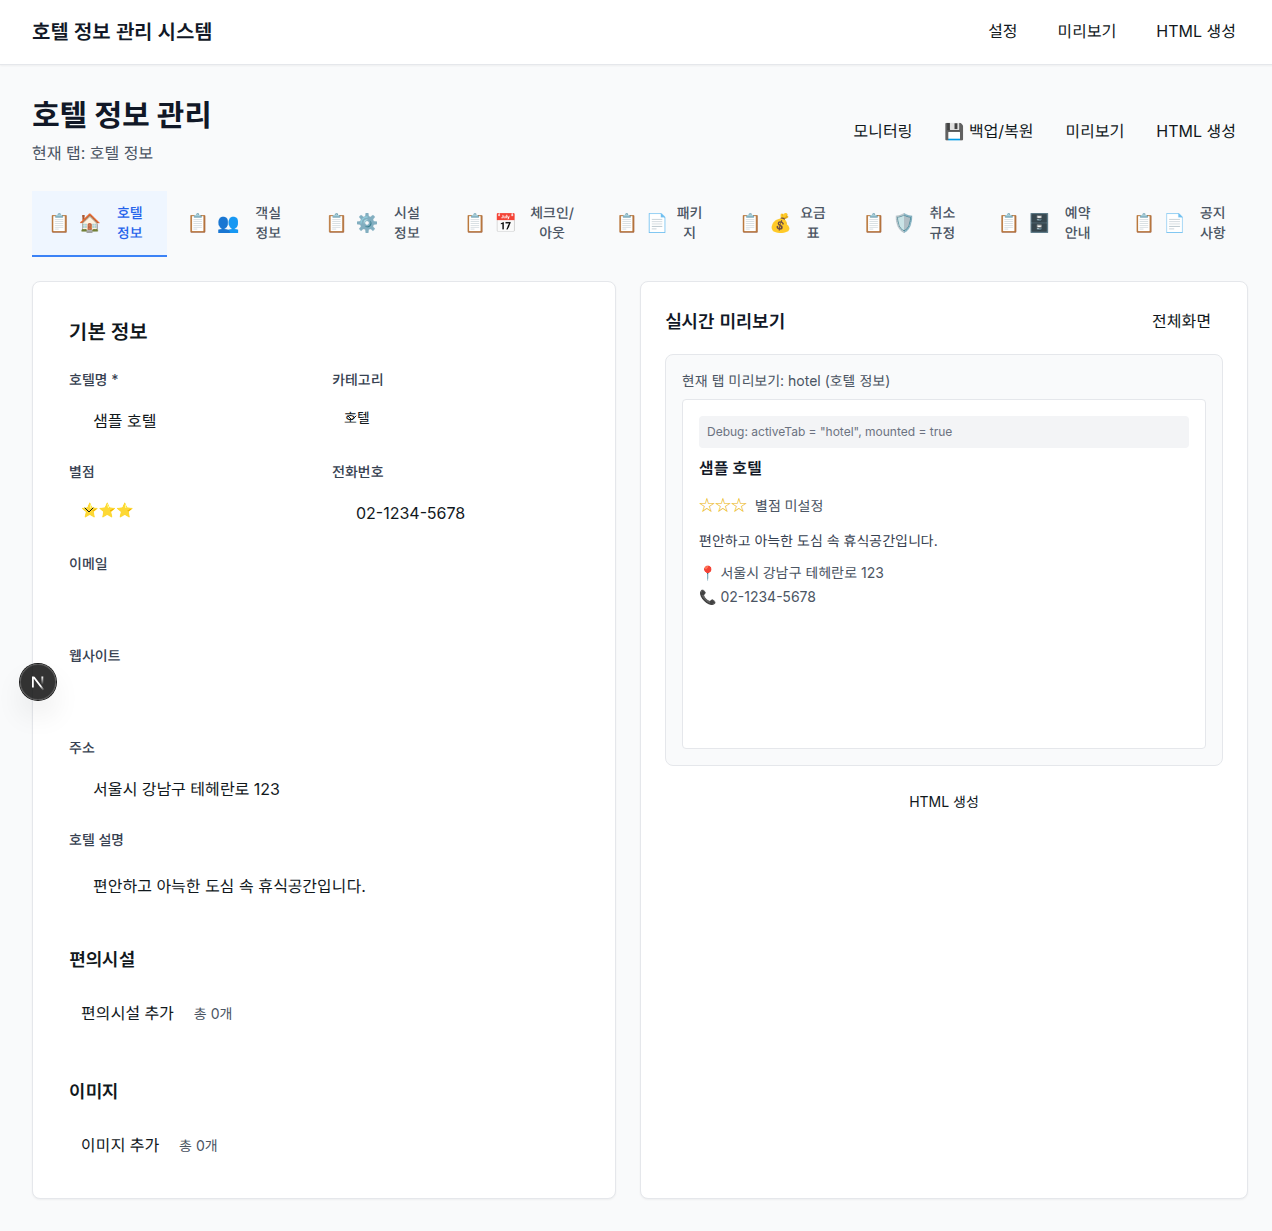 호텔 정보 관리 시스템
설정 미리보기 HTML 생성
호텔 정보 관리
현재 탭: 호텔 정보
모니터링 💾 백업/복원 미리보기 HTML 생성
📋 🏠 호텔
정보
📋 👥 객실
정보
📋 ⚙️ 시설
정보
📋 📅 체크인/
아웃
📋 📄 패키
지
📋 💰 요금
표
📋 🛡️ 취소
규정
📋 🗄️ 예약
안내
📋 📄 공지
사항
기본 정보
호텔명 * 카테고리
샘플 호텔 호텔
별점 전화번호
⭐⭐⭐ 02-1234-5678
이메일
웹사이트
N
주소
서울시 강남구 테헤란로 123
호텔 설명
편안하고 아늑한 도심 속 휴식공간입니다.
편의시설
편의시설 추가 총 0개
이미지
이미지 추가 총 0개
실시간 미리보기 전체화면
현재 탭 미리보기: hotel (호텔 정보)
Debug: activeTab = "hotel", mounted = true
샘플 호텔
☆☆☆ 별점 미설정
편안하고 아늑한 도심 속 휴식공간입니다.
📍 서울시 강남구 테헤란로 123
📞 02-1234-5678
HTML 생성